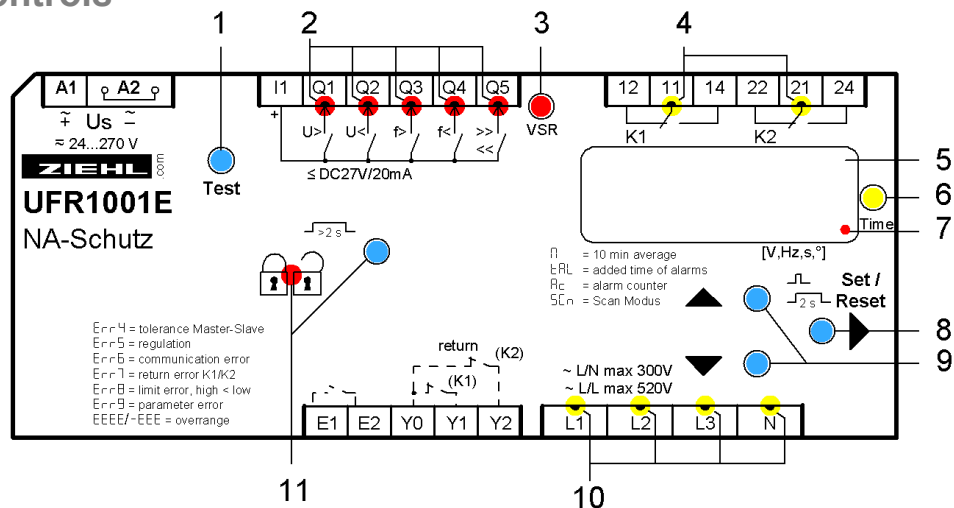 1 2 3 4
A1 A2
~ ~
+ Us -
≈ 24...270 V
ZIEHL
.com
UFR1001E
NA-Schutz
Test
I1 Q1 Q2 Q3 Q4 Q5
+
U> U< f> f< >>
<<
≤ DC27V/20mA
VSR
12 11 14 22 21 24
K1 K2
5
6
Time
7
[V,Hz,s,°]
n = 10 min average
tAL = added time of alarms
Ac = alarm counter
SCn = Scan Modus
>2 s
2 s
Set /
Reset
8
9
Err4 = tolerance Master-Slave
Err5 = regulation
Err6 = communication error
Err7 = return error K1/K2
Err8 = limit error, high < low
Err9 = parameter error
EEEE/-EEE = overrange
return
(K2)
(K1)
~ L/N max 300V
~ L/L max 520V
E1 E2 Y0 Y1 Y2
L1 L2 L3 N
11 10